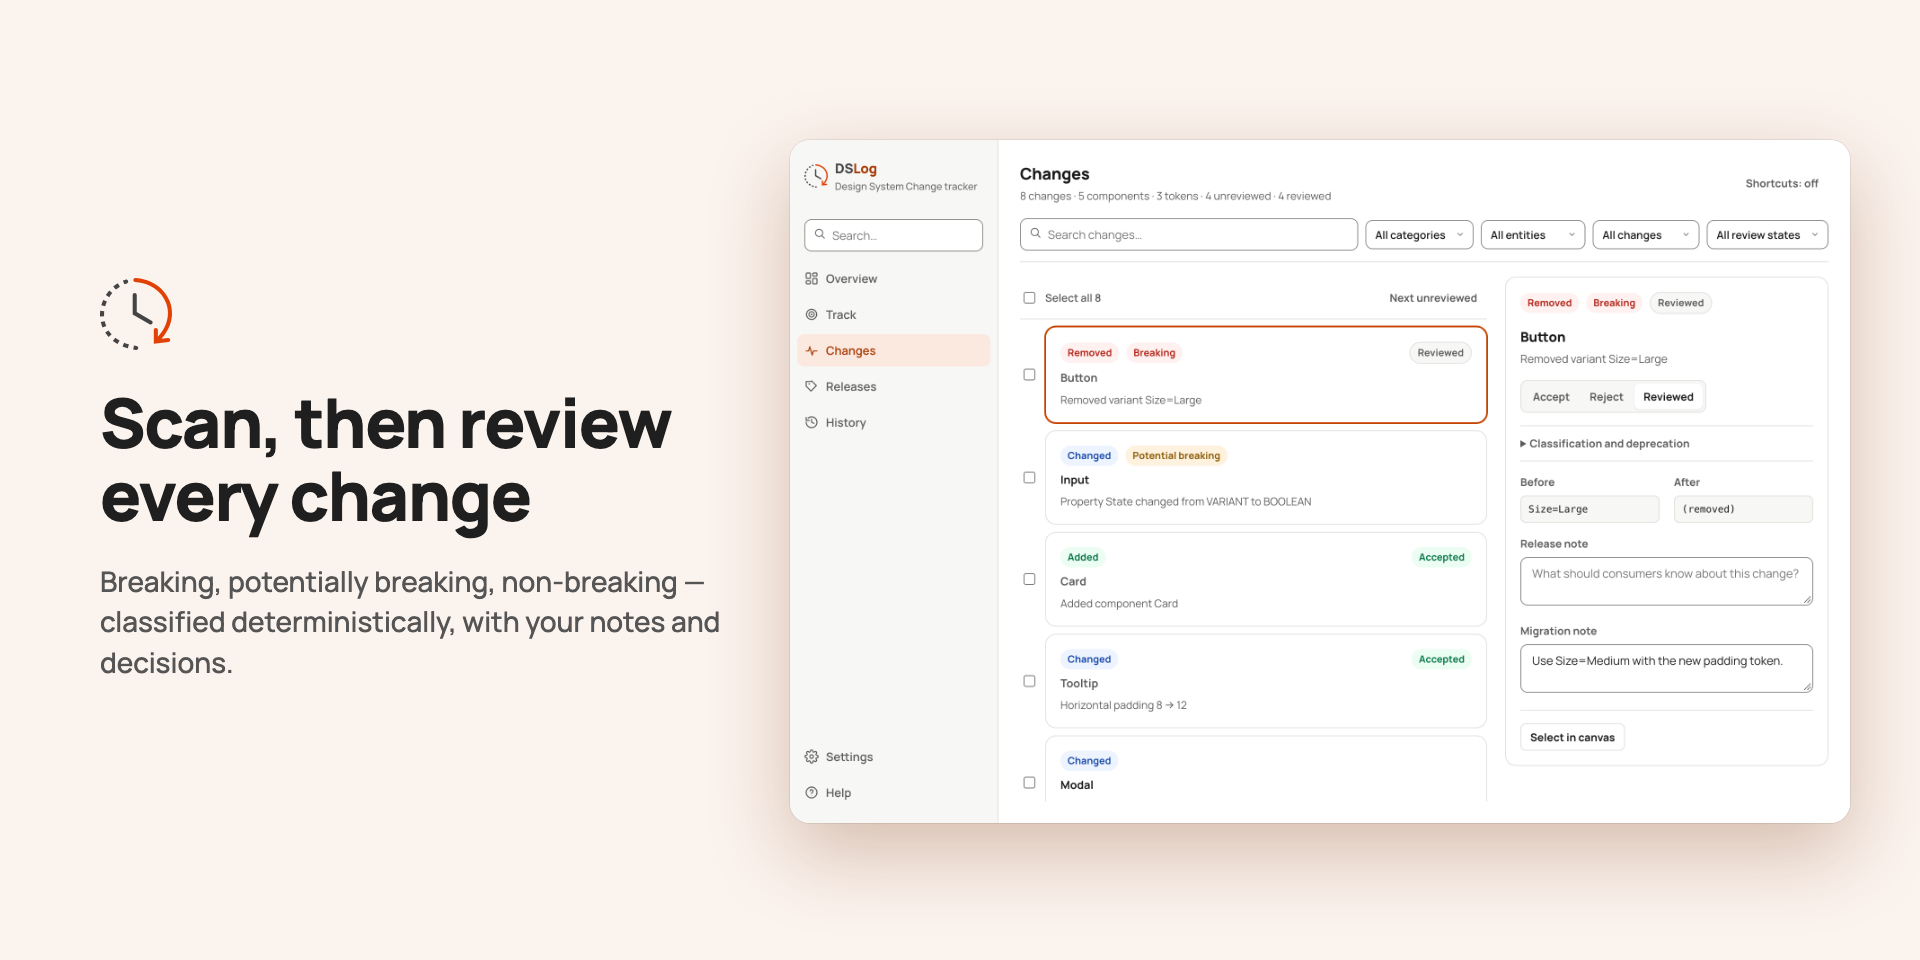 Scan, then review
every change
Breaking, potentially breaking, non-breaking —
classified deterministically, with your notes and
decisions.
DSLog
Design System Change tracker
Search...
Overview
Track
Changes
Releases
History
Settings
Help
Changes
8 changes · 5 components · 3 tokens · 4 unreviewed · 4 reviewed
Shortcuts: off
Search changes...
All categories
All entities
All changes
All review states
Select all 8
Next unreviewed
Removed Breaking Reviewed
Button
Removed variant Size=Large
Changed Potential breaking
Input
Property State changed from VARIANT to BOOLEAN
Added Accepted
Card
Added component Card
Changed Accepted
Tooltip
Horizontal padding 8 → 12
Changed
Modal
Removed Breaking Reviewed
Button
Removed variant Size=Large
Accept Reject Reviewed
Classification and deprecation
Before After
Size=Large (removed)
Release note
What should consumers know about this change?
Migration note
Use Size=Medium with the new padding token.
Select in canvas